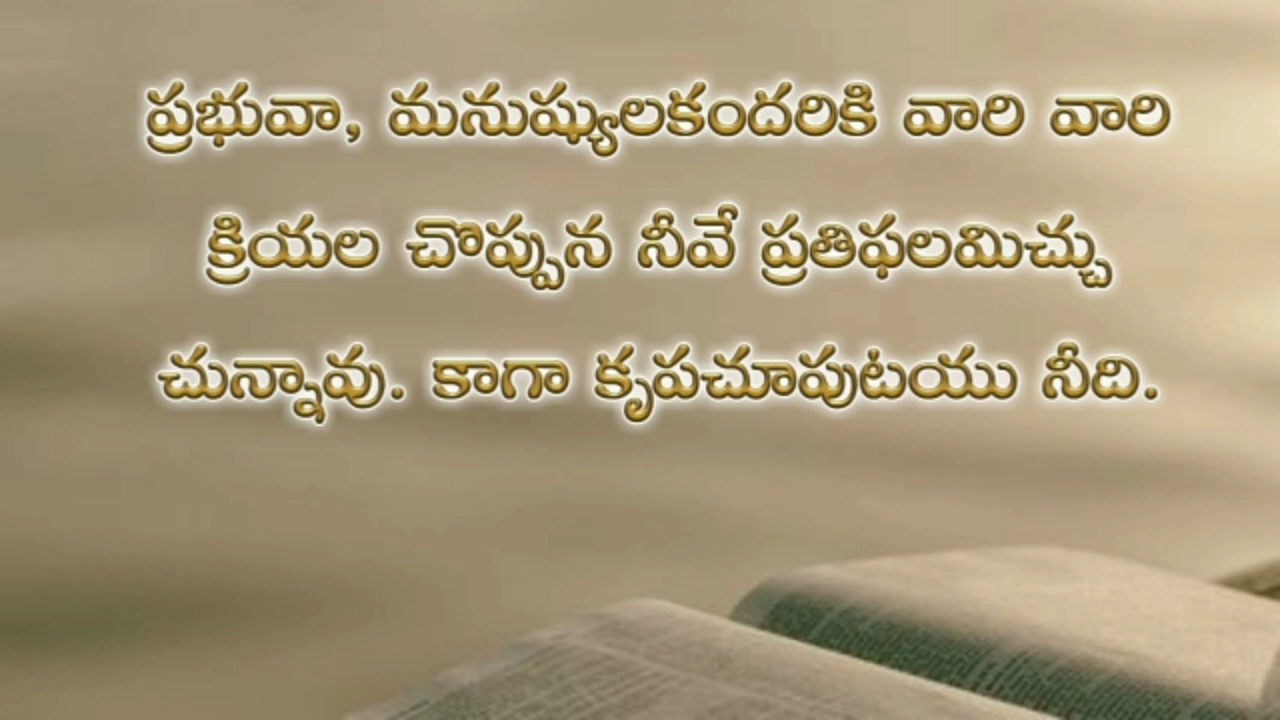 ప్రభువా, మనుష్యులకందరికి వారి వారి
క్రియల చొప్పున నీవే ప్రతిఫలమిచ్చు
చున్నావు. కాగా కృపచూపుటయు నీది.